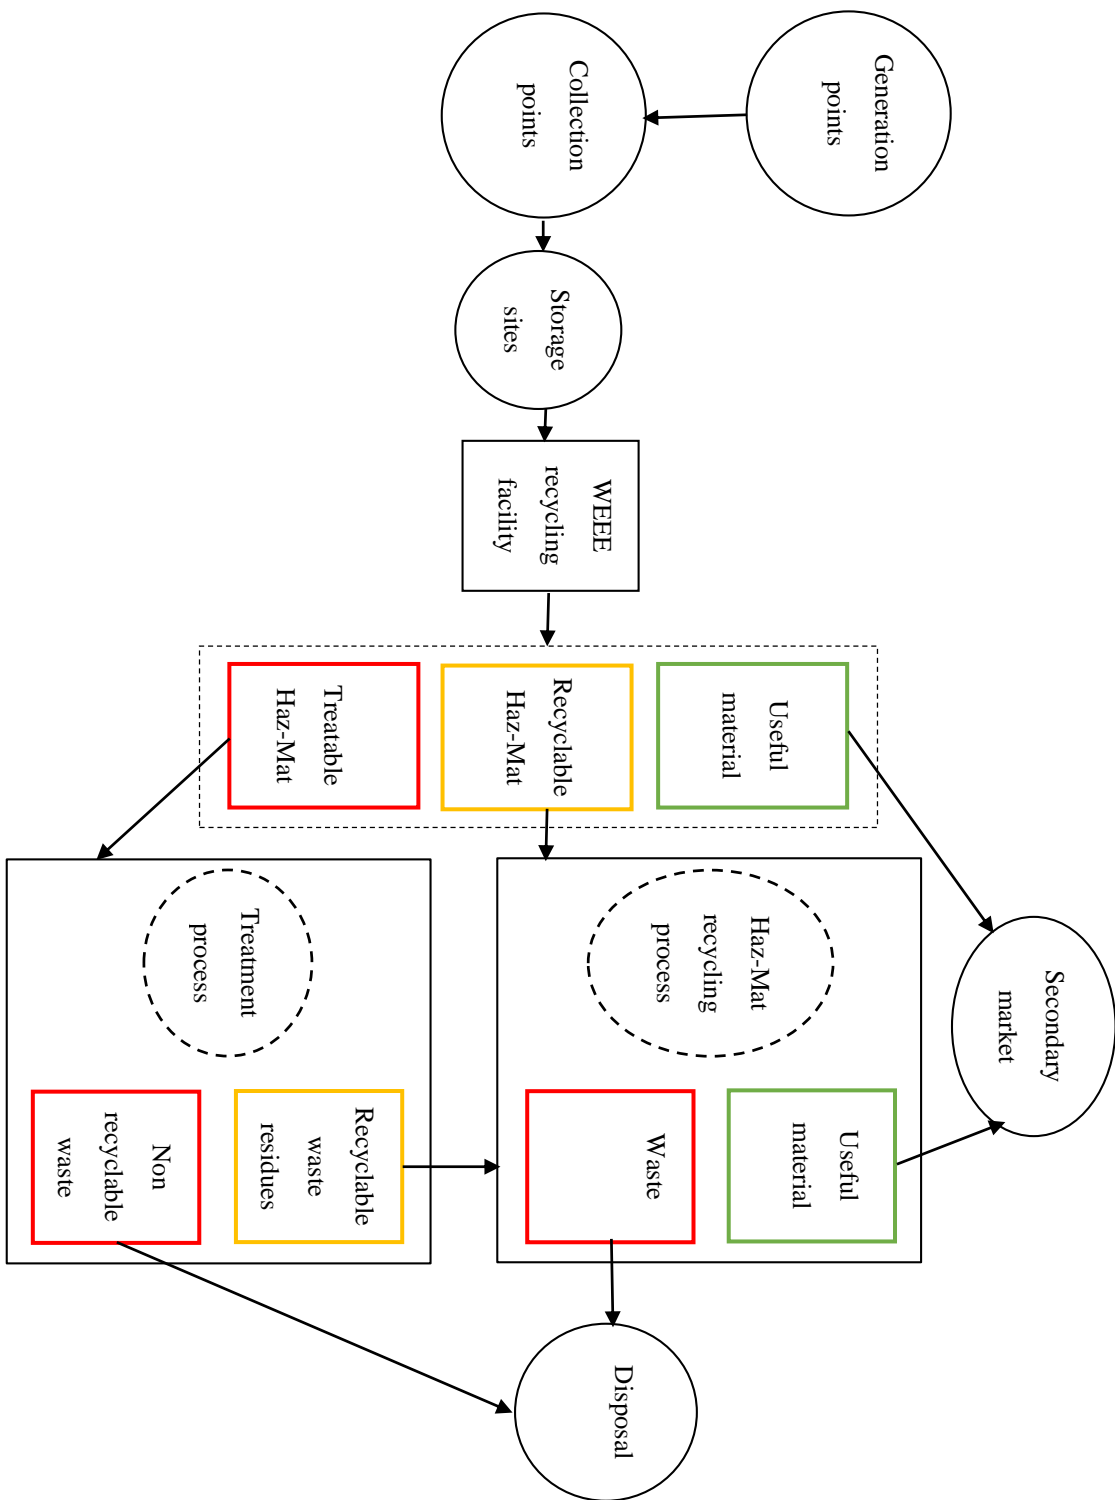 Generation
points
Collection
points
Storage
sites
WEEE
recycling
facility
Useful
material
Recyclable
Haz-Mat
Treatable
Haz-Mat
Secondary
market
Haz-Mat
recycling
process
Treatment
process
Useful
material
Waste
Recyclable
waste
residues
Non
recyclable
waste
Disposal